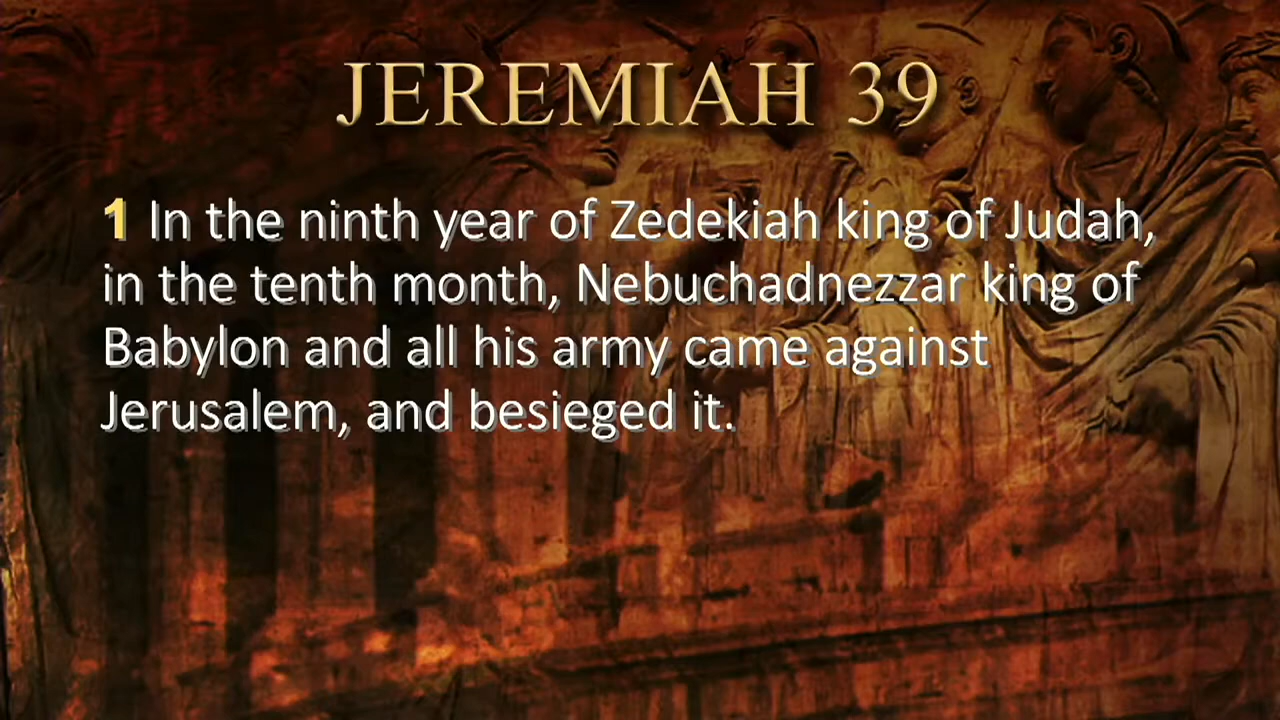 JEREMIAH 39
1 In the ninth year of Zedekiah king of Judah,
in the tenth month, Nebuchadnezzar king of
Babylon and all his army came against
Jerusalem, and besieged it.